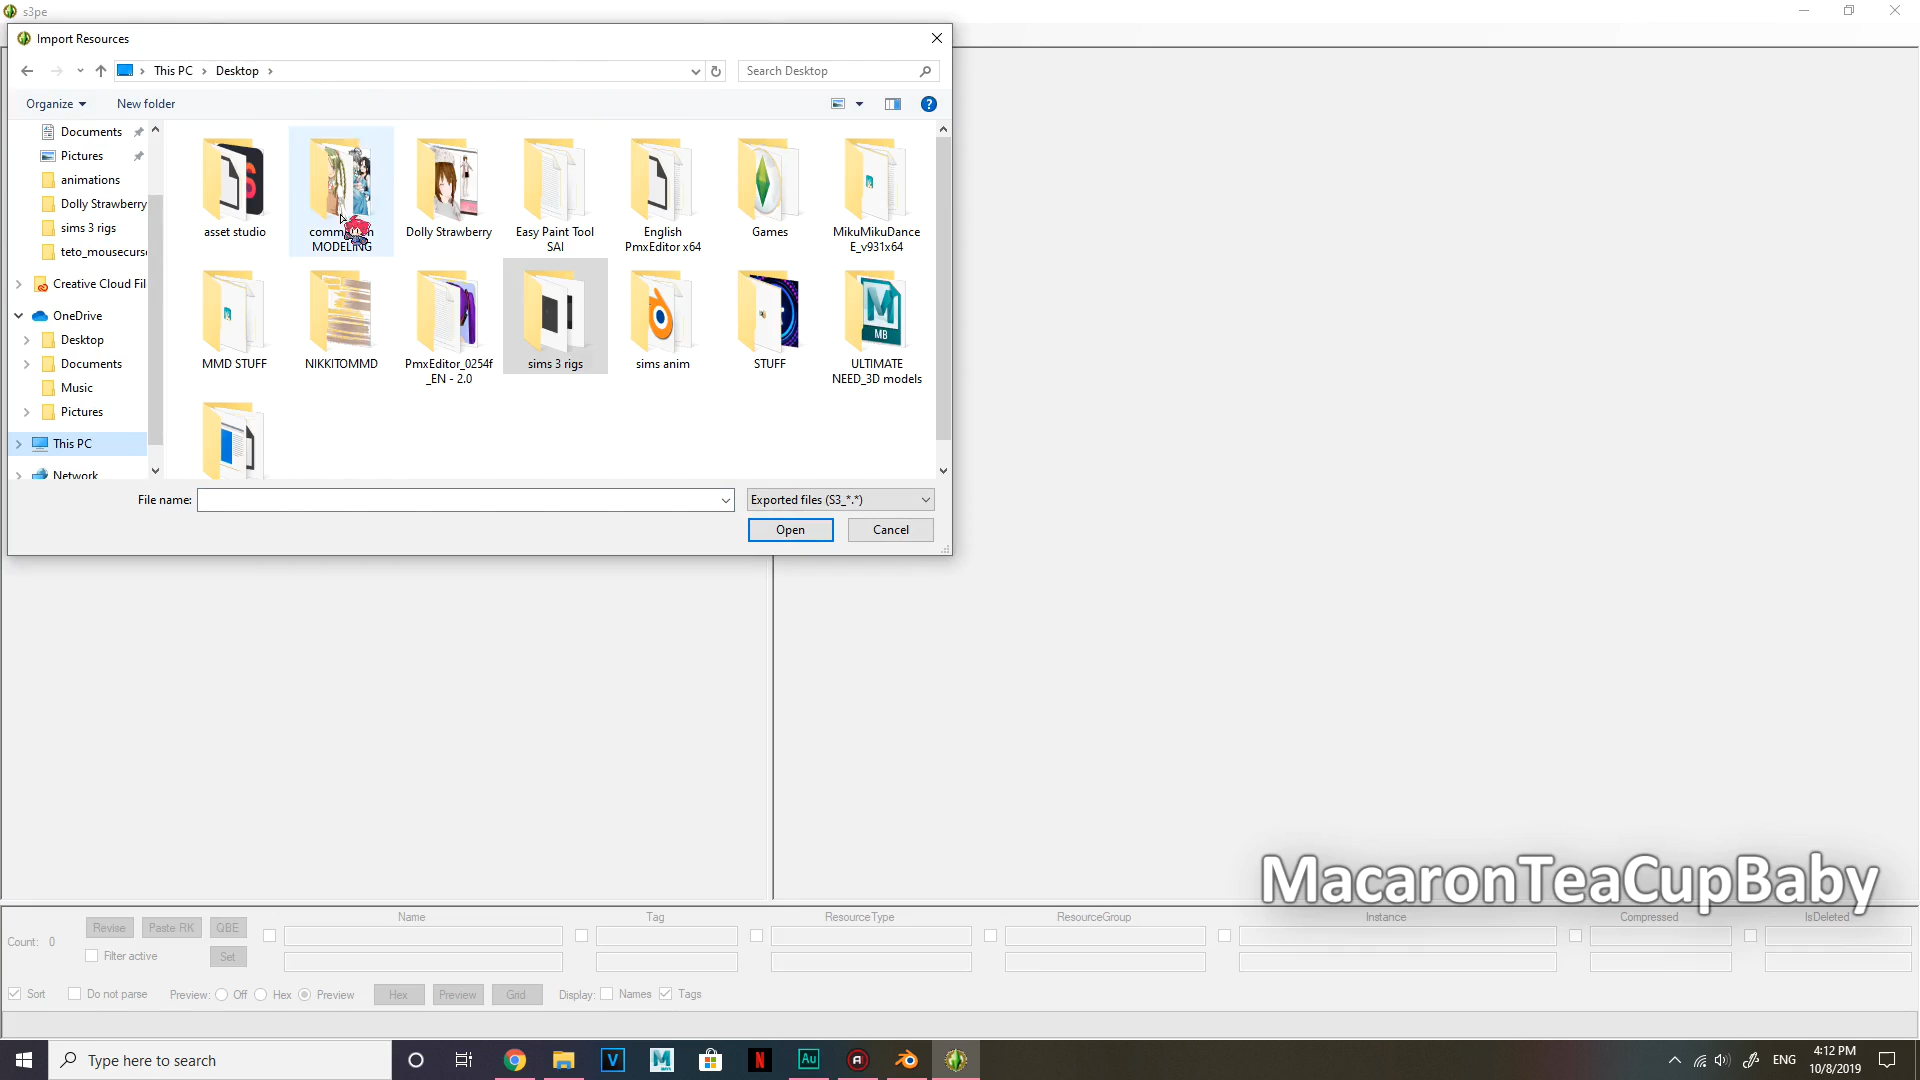 s3pe
Import Resources
This PC
Desktop
Search Desktop
Organize
New folder
Documents
Pictures
animations
Dolly Strawberry
sims 3 rigs
teto_mousecurs
Creative Cloud Fil
OneDrive
Desktop
Documents
Music
Pictures
This PC
Network
asset studio
MODELING
Dolly Strawberry
Easy Paint Tool
SAI
English
PmxEditor x64
Games
MikuMikuDance
E_v931x64
MMD STUFF
NIKKITOMMD
PmxEditor_0254f
_EN - 2.0
sims 3 rigs
sims anim
STUFF
MB
ULTIMATE
NEED_3D models
File name:
Exported files (S3_*.*)
Open
Cancel
MacaronTeaCupBaby
Name
Tag
ResourceType
ResourceGroup
Instance
Compressed
IsDeleted
Count: 0
Revise
Paste RK
QBE
Filter active
Set
Sort
Do not parse
Preview:
Off
Hex
Preview
Hex
Preview
Grid
Display:
Names
Tags
Type here to search
ENG
4:12 PM
10/8/2019